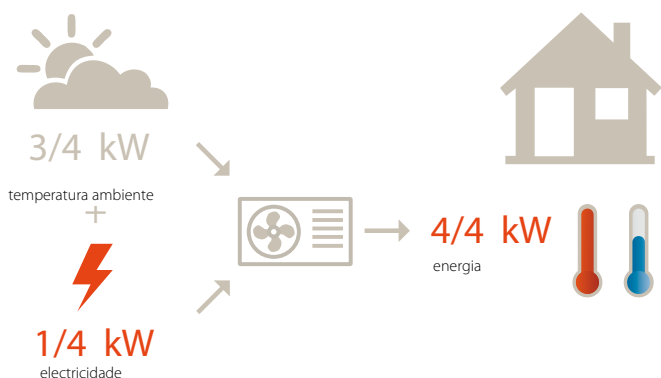 3/4 kW
temperatura ambiente
+
1/4 kW
electricidade
4/4 kW
energia